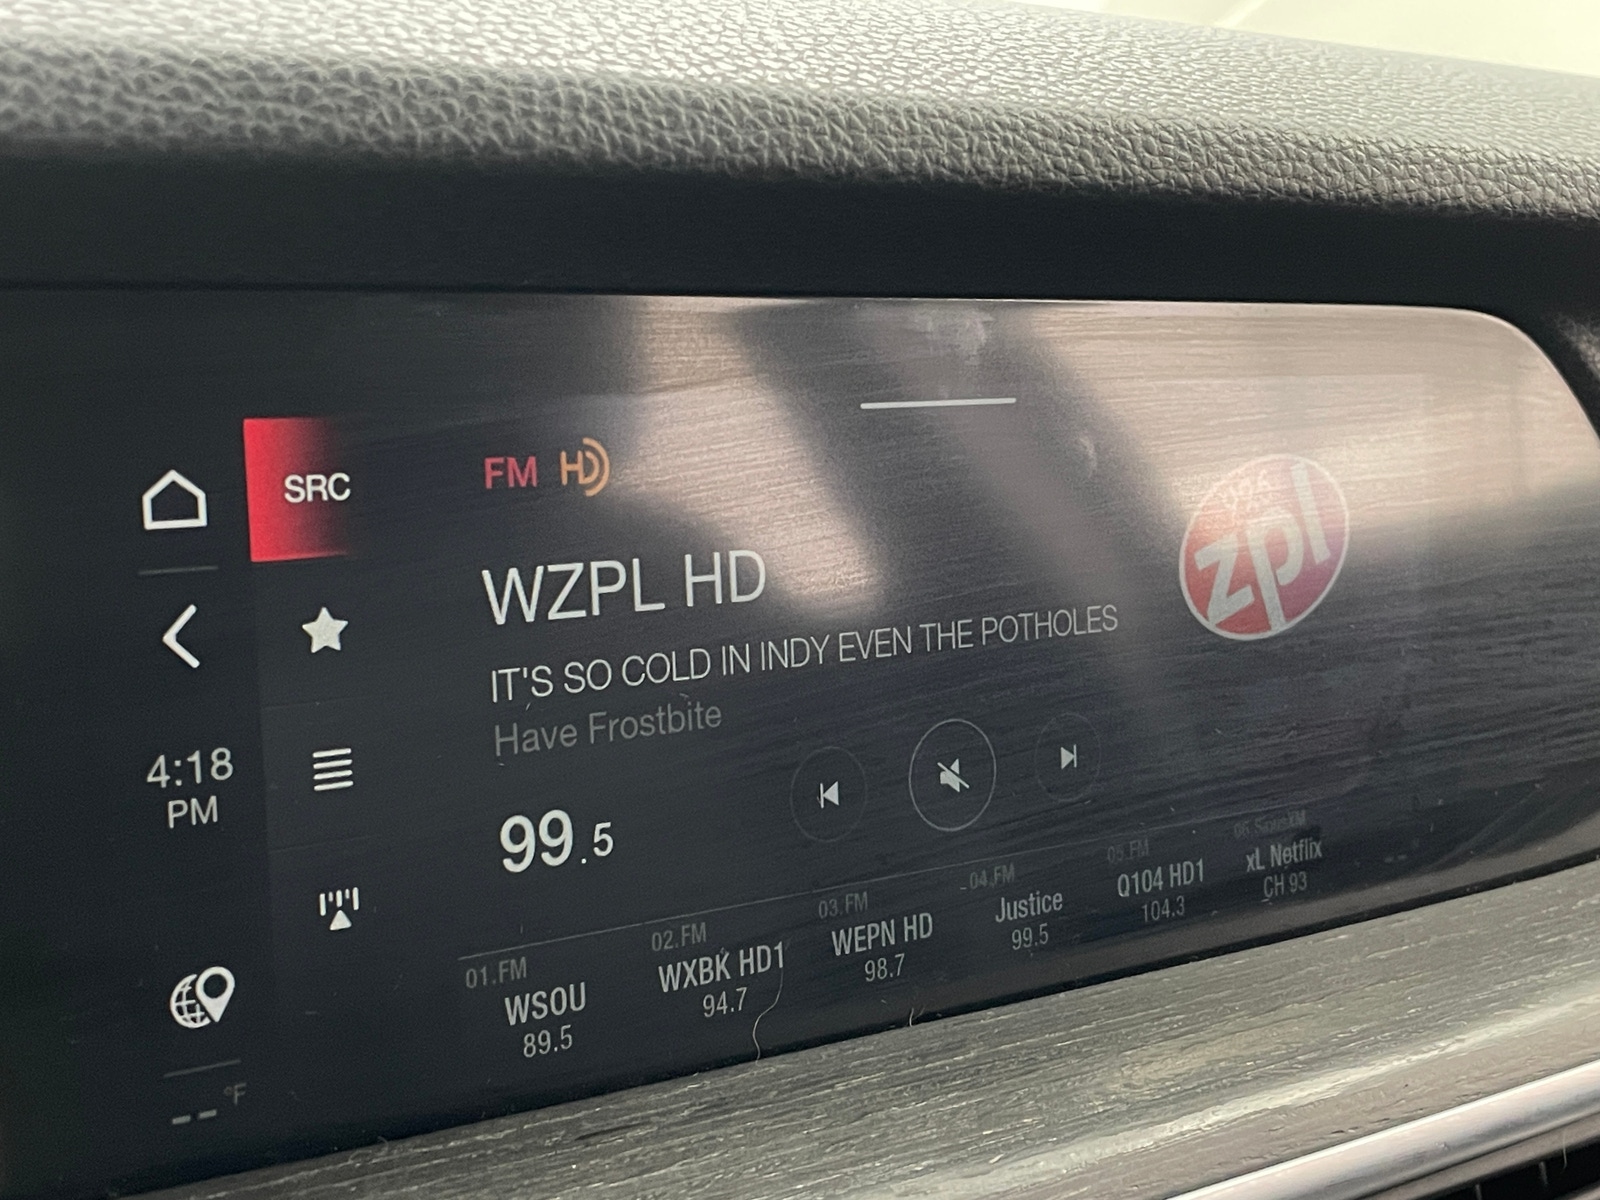 SRC
FM HD
WZPL HD
IT'S SO COLD IN INDY EVEN THE POTHOLES
Have Frostbite
zpl
99.5
4:18
PM
01.FM
WSOU
89.5
02.FM
WXBK HD1
94.7
03.FM
WEPN HD
98.7
04.FM
Justice
99.5
05.FM
Q104 HD1
104.3
06.SiriusXM
xL Netflix
CH 93
-- °F